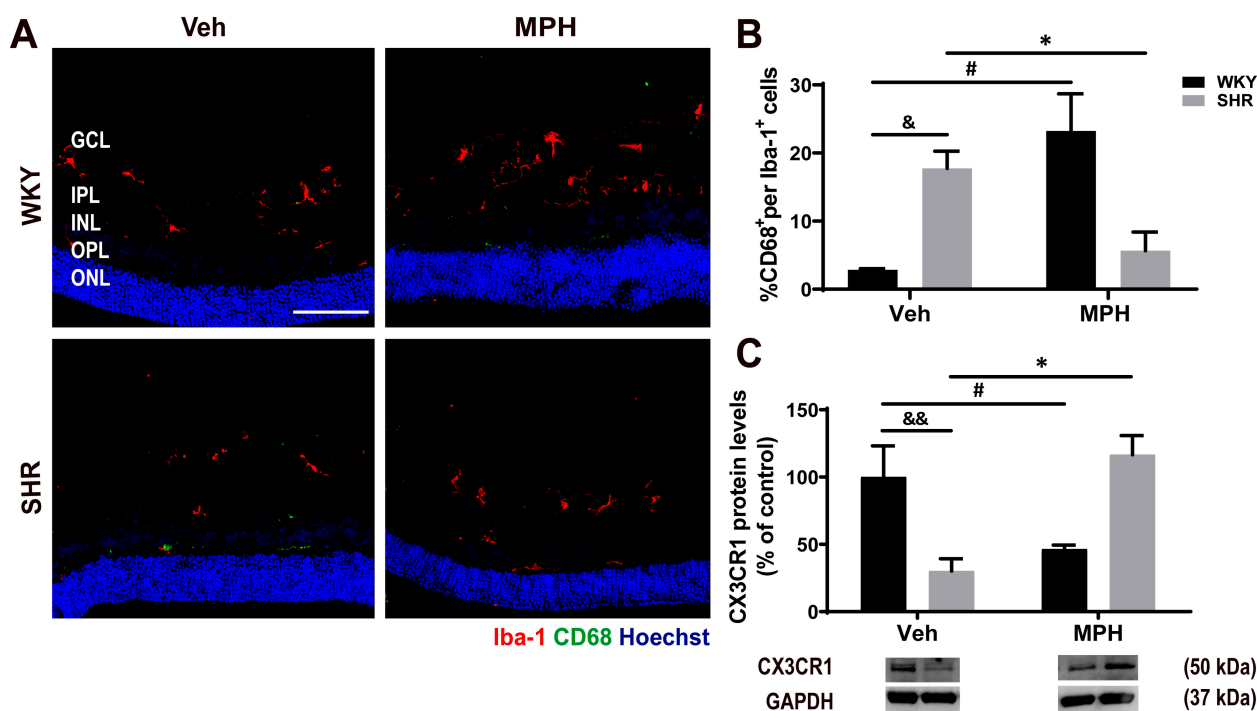 A
Veh
MPH
WKY
GCL
IPL
INL
OPL
ONL
SHR
Iba-1 CD68 Hoechst
B
%CD68+per Iba-1+ cells
30
20
10
0
&
#
*
WKY
SHR
Veh
MPH
C
CX3CR1 protein levels
(% of control)
150
100
50
0
&&
#
*
Veh
MPH
CX3CR1
(50 kDa)
GAPDH
(37 kDa)